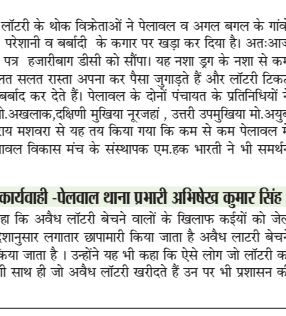 लॉटरी के थोक विक्रेताओं ने पेलावल व अगल बगल के गांवो
परेशानी व बर्बादी के कगार पर खड़ा कर दिया है। अतःआज
पत्र हजारीबाग डीसी को सौंपा। यह नशा ड्रग के नशा से कम
लत सलत रास्ता अपना कर पैसा जुगाड़ते हैं और लॉटरी टिकट
बर्बाद कर देते हैं। पेलावल के दोनों पंचायत के प्रतिनिधियों ने
मो.अखलाक,दक्षिणी मुखिया नूरजहां , उत्तरी उपमुखिया मो.अयु
राय मशवरा से यह तय किया गया कि कम से कम पेलावल में
पावल विकास मंच के संस्थापक एम.हक भारती ने भी समर्थन
कार्यवाही -पेलवाल थाना प्रभारी अभिषेख कुमार सिंह
हा कि अवैध लॉटरी बेचने वालों के खिलाफ कईयों को जेल
देशानुसार लगातार छापामारी किया जाता है अवैध लाटरी बेचने
किया जाता है । उन्होंने यह भी कहा कि ऐसे लोग जो लॉटरी क
गी साथ ही जो अवैध लॉटरी खरीदते हैं उन पर भी प्रशासन की